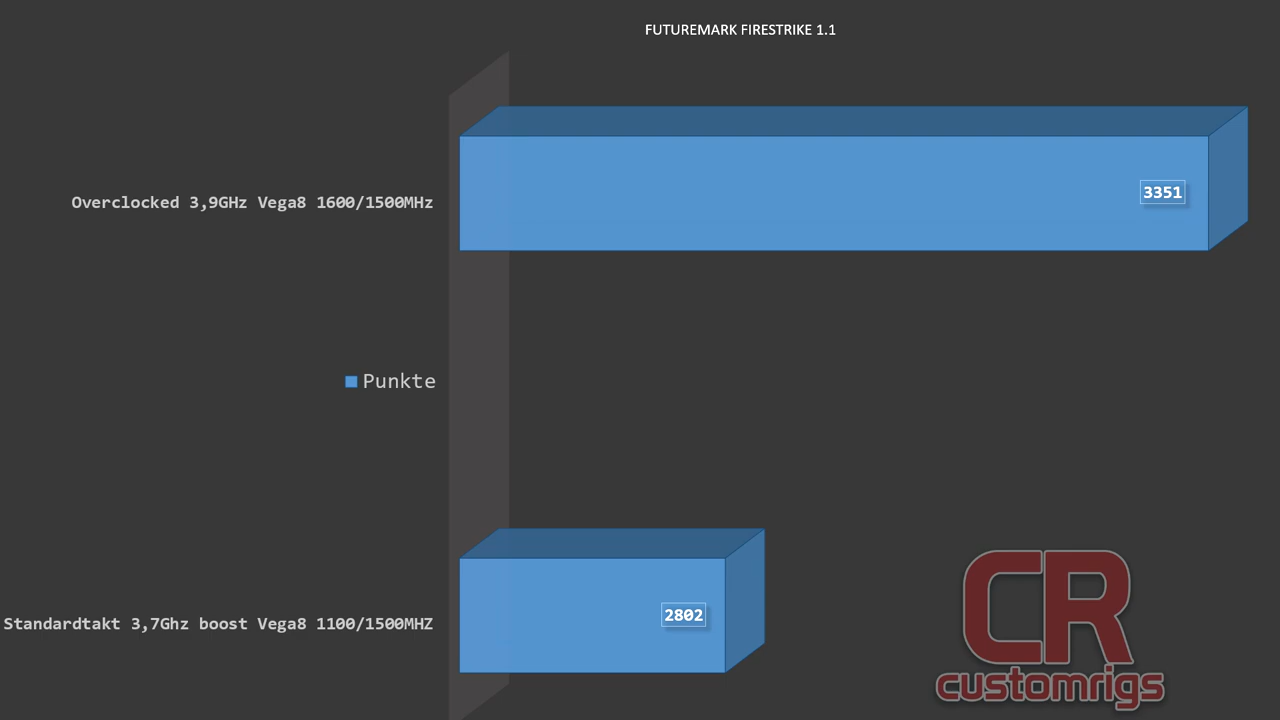 FUTUREMARK FIRESTRIKE 1.1
Overclocked 3,9GHz Vega8 1600/1500MHz
3351
Punkte
Standardtakt 3,7Ghz boost Vega8 1100/1500MHZ
2802
CR
customrigs